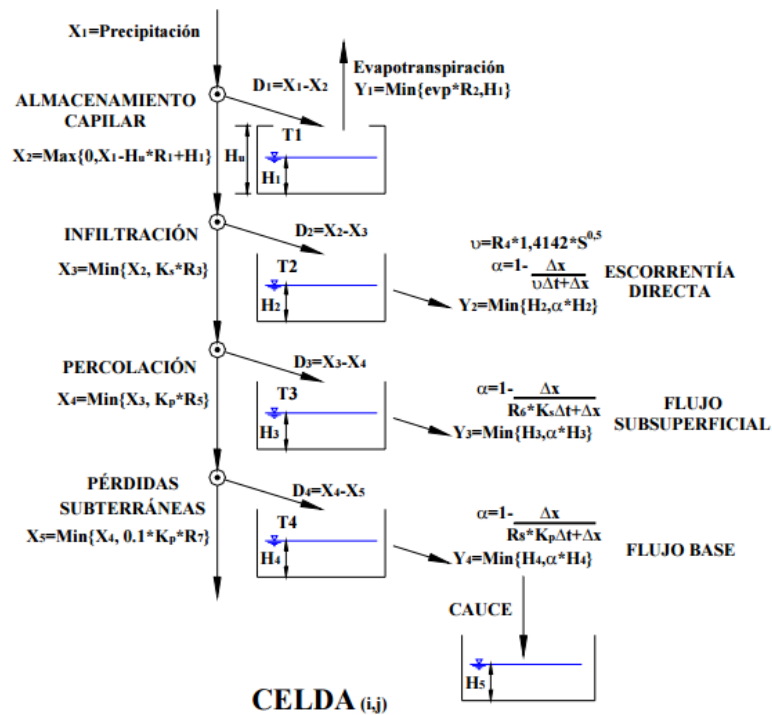 X₁=Precipitación
D₁=X₁-X₂
Evapotranspiración
Y₁=Min{evp*R₂,H₁}
ALMACENAMIENTO
CAPILAR
X₂=Max{0,X₁-Hᵤ*R₁+H₁}
Hᵤ
T1
H₁
INFILTRACIÓN
X₃=Min{X₂, Kₛ*R₃}
D₂=X₂-X₃
T2
H₂
υ=R₄*1,4142*S^0,5
α=1-Δx/(υΔt+Δx)
Y₂=Min{H₂,α*H₂}
ESCORRENTÍA
DIRECTA
PERCOLACIÓN
X₄=Min{X₃, Kₚ*R₅}
D₃=X₃-X₄
T3
H₃
α=1-Δx/(R₆*KₛΔt+Δx)
Y₃=Min{H₃,α*H₃}
FLUJO
SUBSUPERFICIAL
PÉRDIDAS
SUBTERRÁNEAS
X₅=Min{X₄, 0.1*Kₚ*R₇}
D₄=X₄-X₅
T4
H₄
α=1-Δx/(R₈*KₚΔt+Δx)
Y₄=Min{H₄,α*H₄}
FLUJO BASE
CAUCE
H₅
CELDA (i,j)